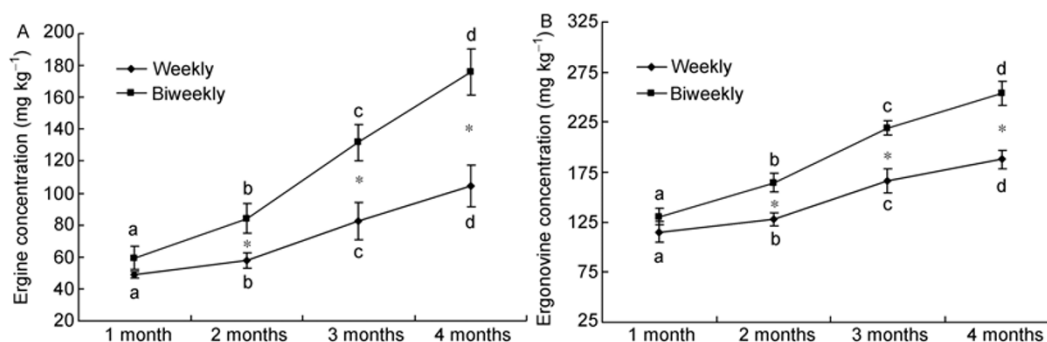 A
Ergine concentration (mg kg⁻¹)
200
180
160
140
120
100
80
60
40
20
Weekly
Biweekly
a
b
c
d
*
*
*
a
b
c
d
1 month 2 months 3 months 4 months
B
Ergonovine concentration (mg kg⁻¹)
325
275
225
175
125
75
25
Weekly
Biweekly
a
b
c
d
*
*
*
a
b
c
d
1 month 2 months 3 months 4 months